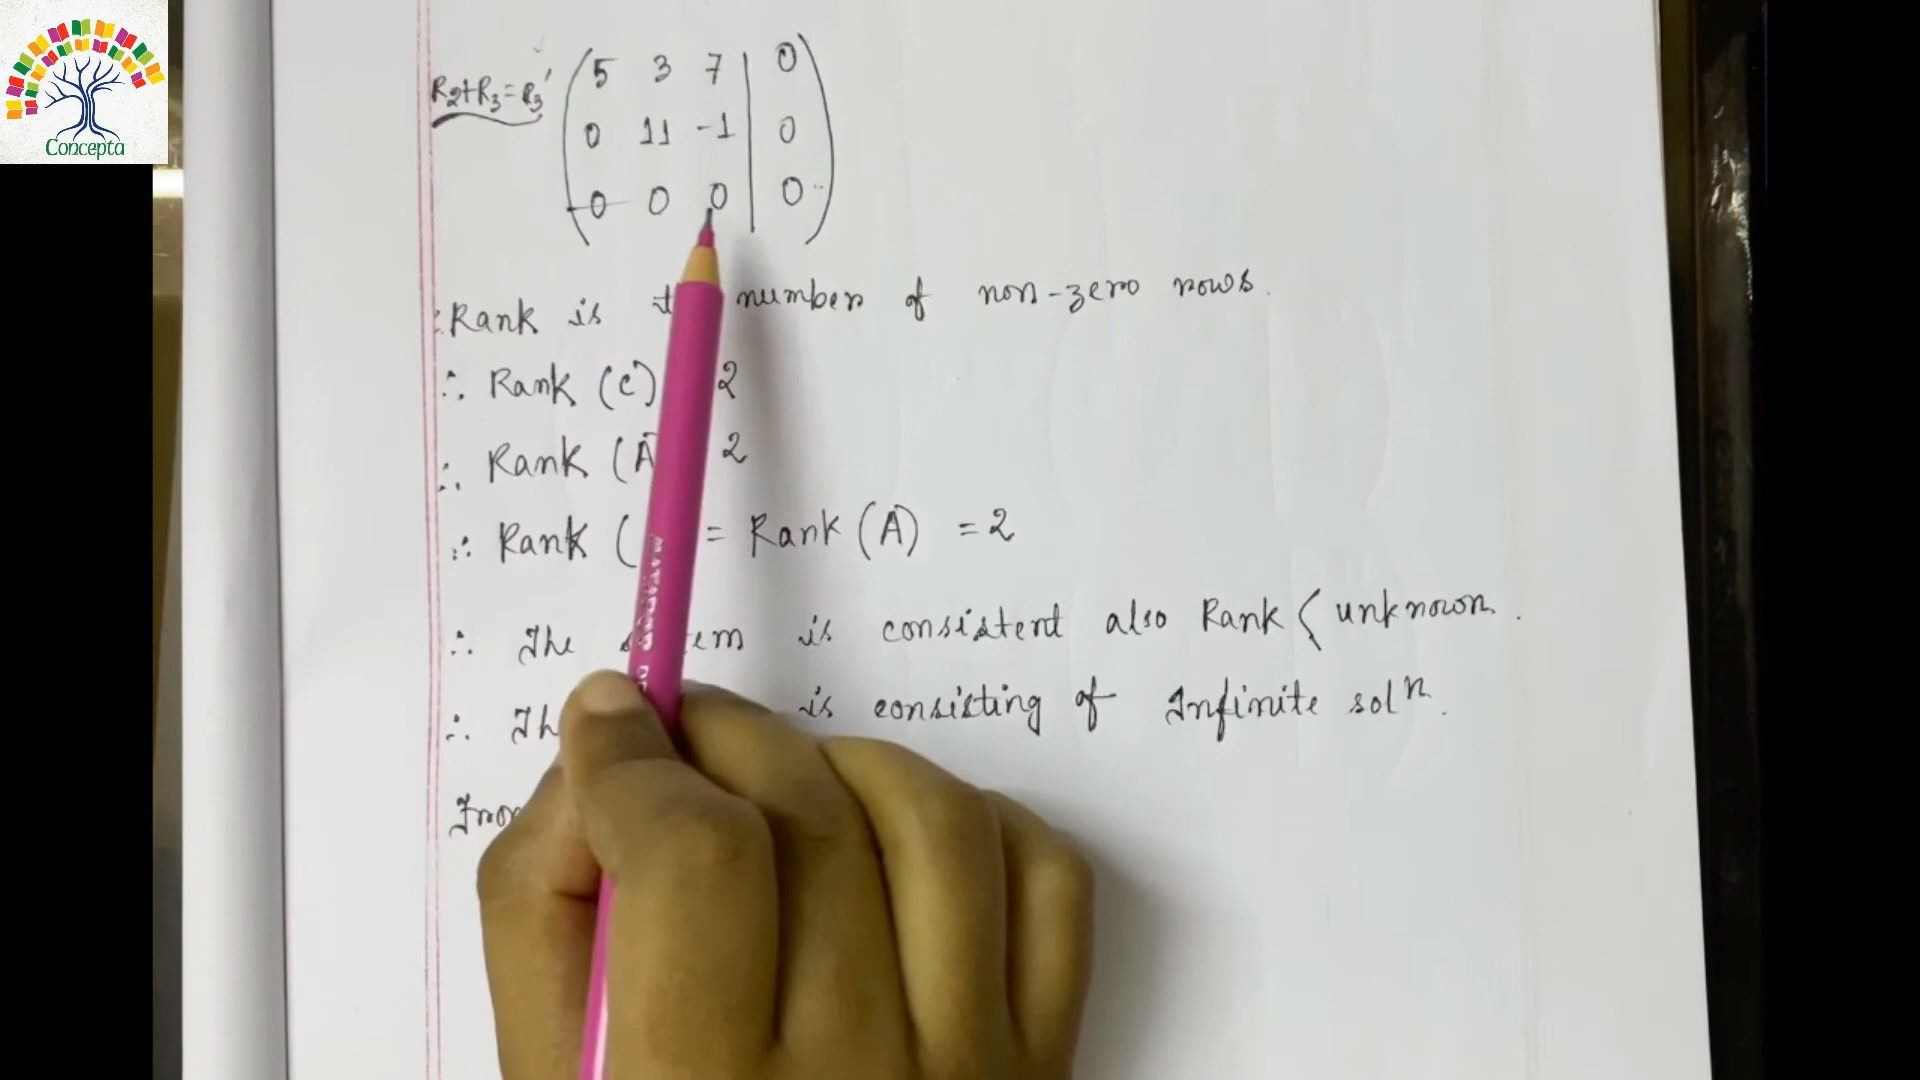 Concepta
R2+R3=R3'
5 3 7 | 0
0 11 -1 | 0
0 0 0 | 0
Rank is number of non-zero rows.
∴ Rank (C) 2
∴ Rank (A) 2
∴ Rank ( = Rank (A) = 2
∴ The is consistent also Rank < unknown.
∴ is consisting of Infinite solⁿ.